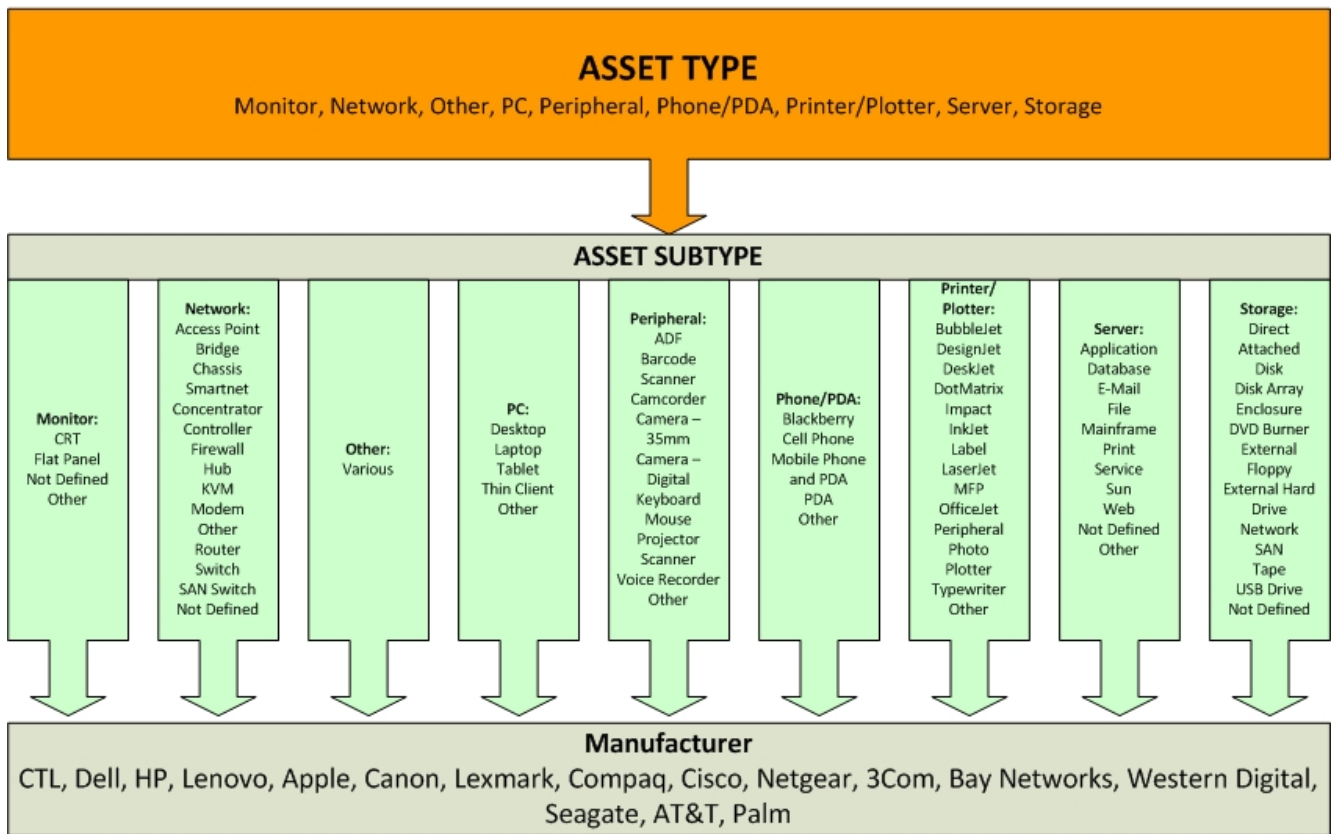 ASSET TYPE
Monitor, Network, Other, PC, Peripheral, Phone/PDA, Printer/Plotter, Server, Storage
ASSET SUBTYPE
Monitor:
CRT
Flat Panel
Not Defined
Other
Network:
Access Point
Bridge
Chassis
Smartnet
Concentrator
Controller
Firewall
Hub
KVM
Modem
Other
Router
Switch
SAN Switch
Not Defined
Other:
Various
PC:
Desktop
Laptop
Tablet
Thin Client
Other
Peripheral:
ADF
Barcode
Scanner
Camcorder
Camera –
35mm
Camera –
Digital
Keyboard
Mouse
Projector
Scanner
Voice Recorder
Other
Phone/PDA:
Blackberry
Cell Phone
Mobile Phone
and PDA
PDA
Other
Printer/
Plotter:
BubbleJet
DesignJet
DeskJet
DotMatrix
Impact
InkJet
Label
LaserJet
MFP
OfficeJet
Peripheral
Photo
Plotter
Typewriter
Other
Server:
Application
Database
E-Mail
File
Mainframe
Print
Service
Sun
Web
Not Defined
Other
Storage:
Direct
Attached
Disk
Disk Array
Enclosure
DVD Burner
External
Floppy
External Hard
Drive
Network
SAN
Tape
USB Drive
Not Defined
Manufacturer
CTL, Dell, HP, Lenovo, Apple, Canon, Lexmark, Compaq, Cisco, Netgear, 3Com, Bay Networks, Western Digital,
Seagate, AT&T, Palm